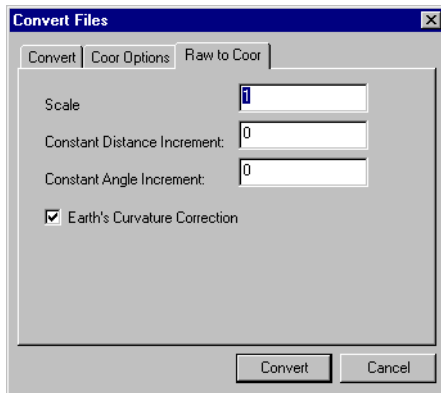 Convert Files
Convert Coor Options Raw to Coor
Scale 1
Constant Distance Increment: 0
Constant Angle Increment: 0
Earth's Curvature Correction
Convert Cancel